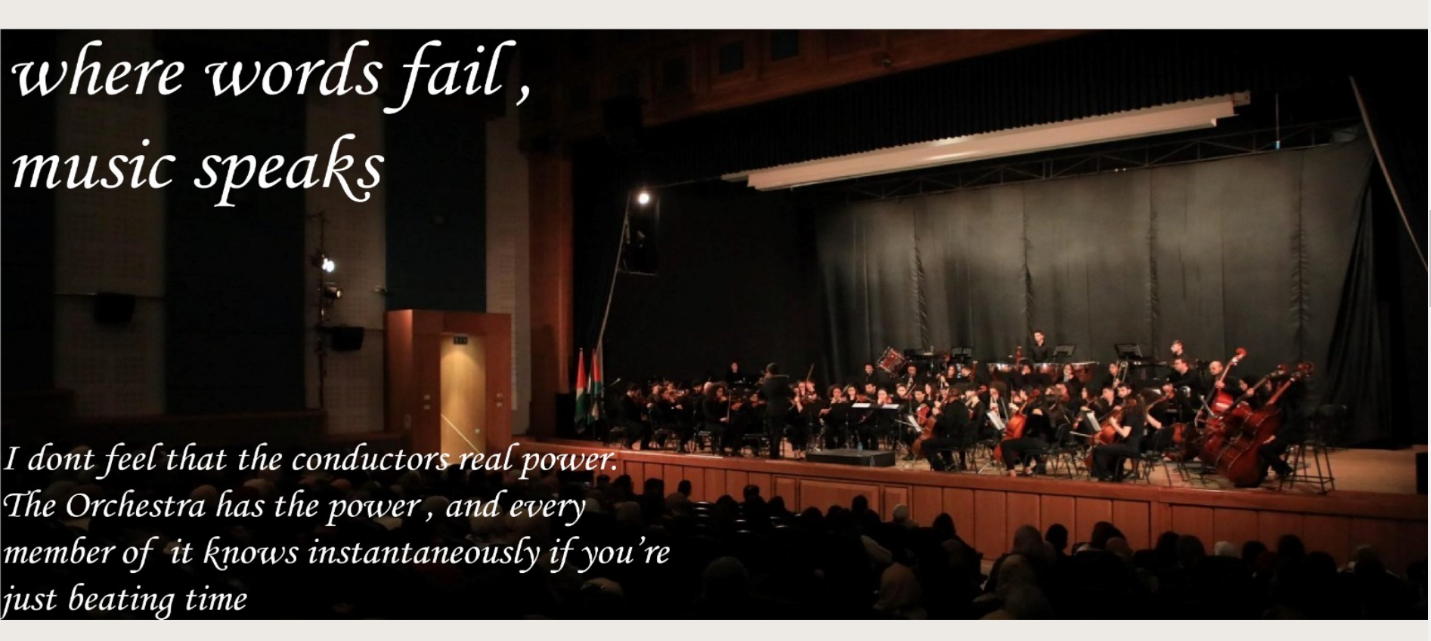 where words fail ,
music speaks
I dont feel that the conductors real power.
The Orchestra has the power , and every
member of it knows instantaneously if you're
just beating time